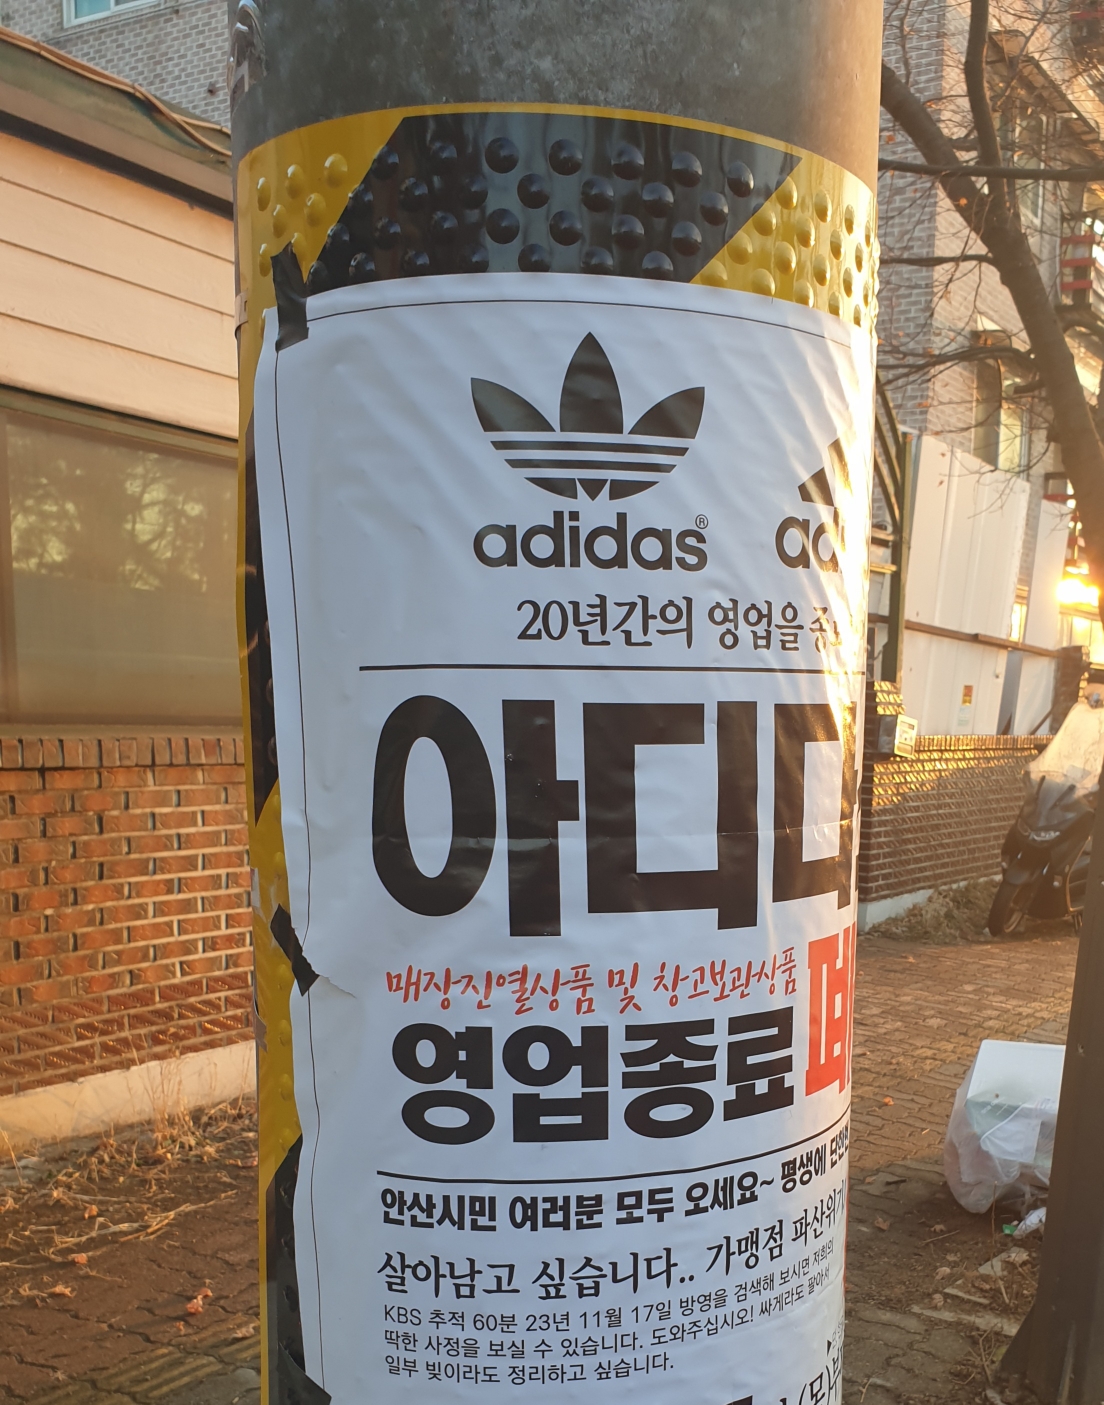 adidas®
20년간의 영업을
아디다
매장진열상품 및 창고보관상품
영업종료
안산시민 여러분 모두 오세요~ 평생에
살아남고 싶습니다.. 가맹점 파산위기
KBS 추적 60분 23년 11월 17일 방영을 검색해 보시면 저희의
딱한 사정을 보실 수 있습니다. 도와주십시오! 싸게라도 팔아서
일부 빚이라도 정리하고 싶습니다.